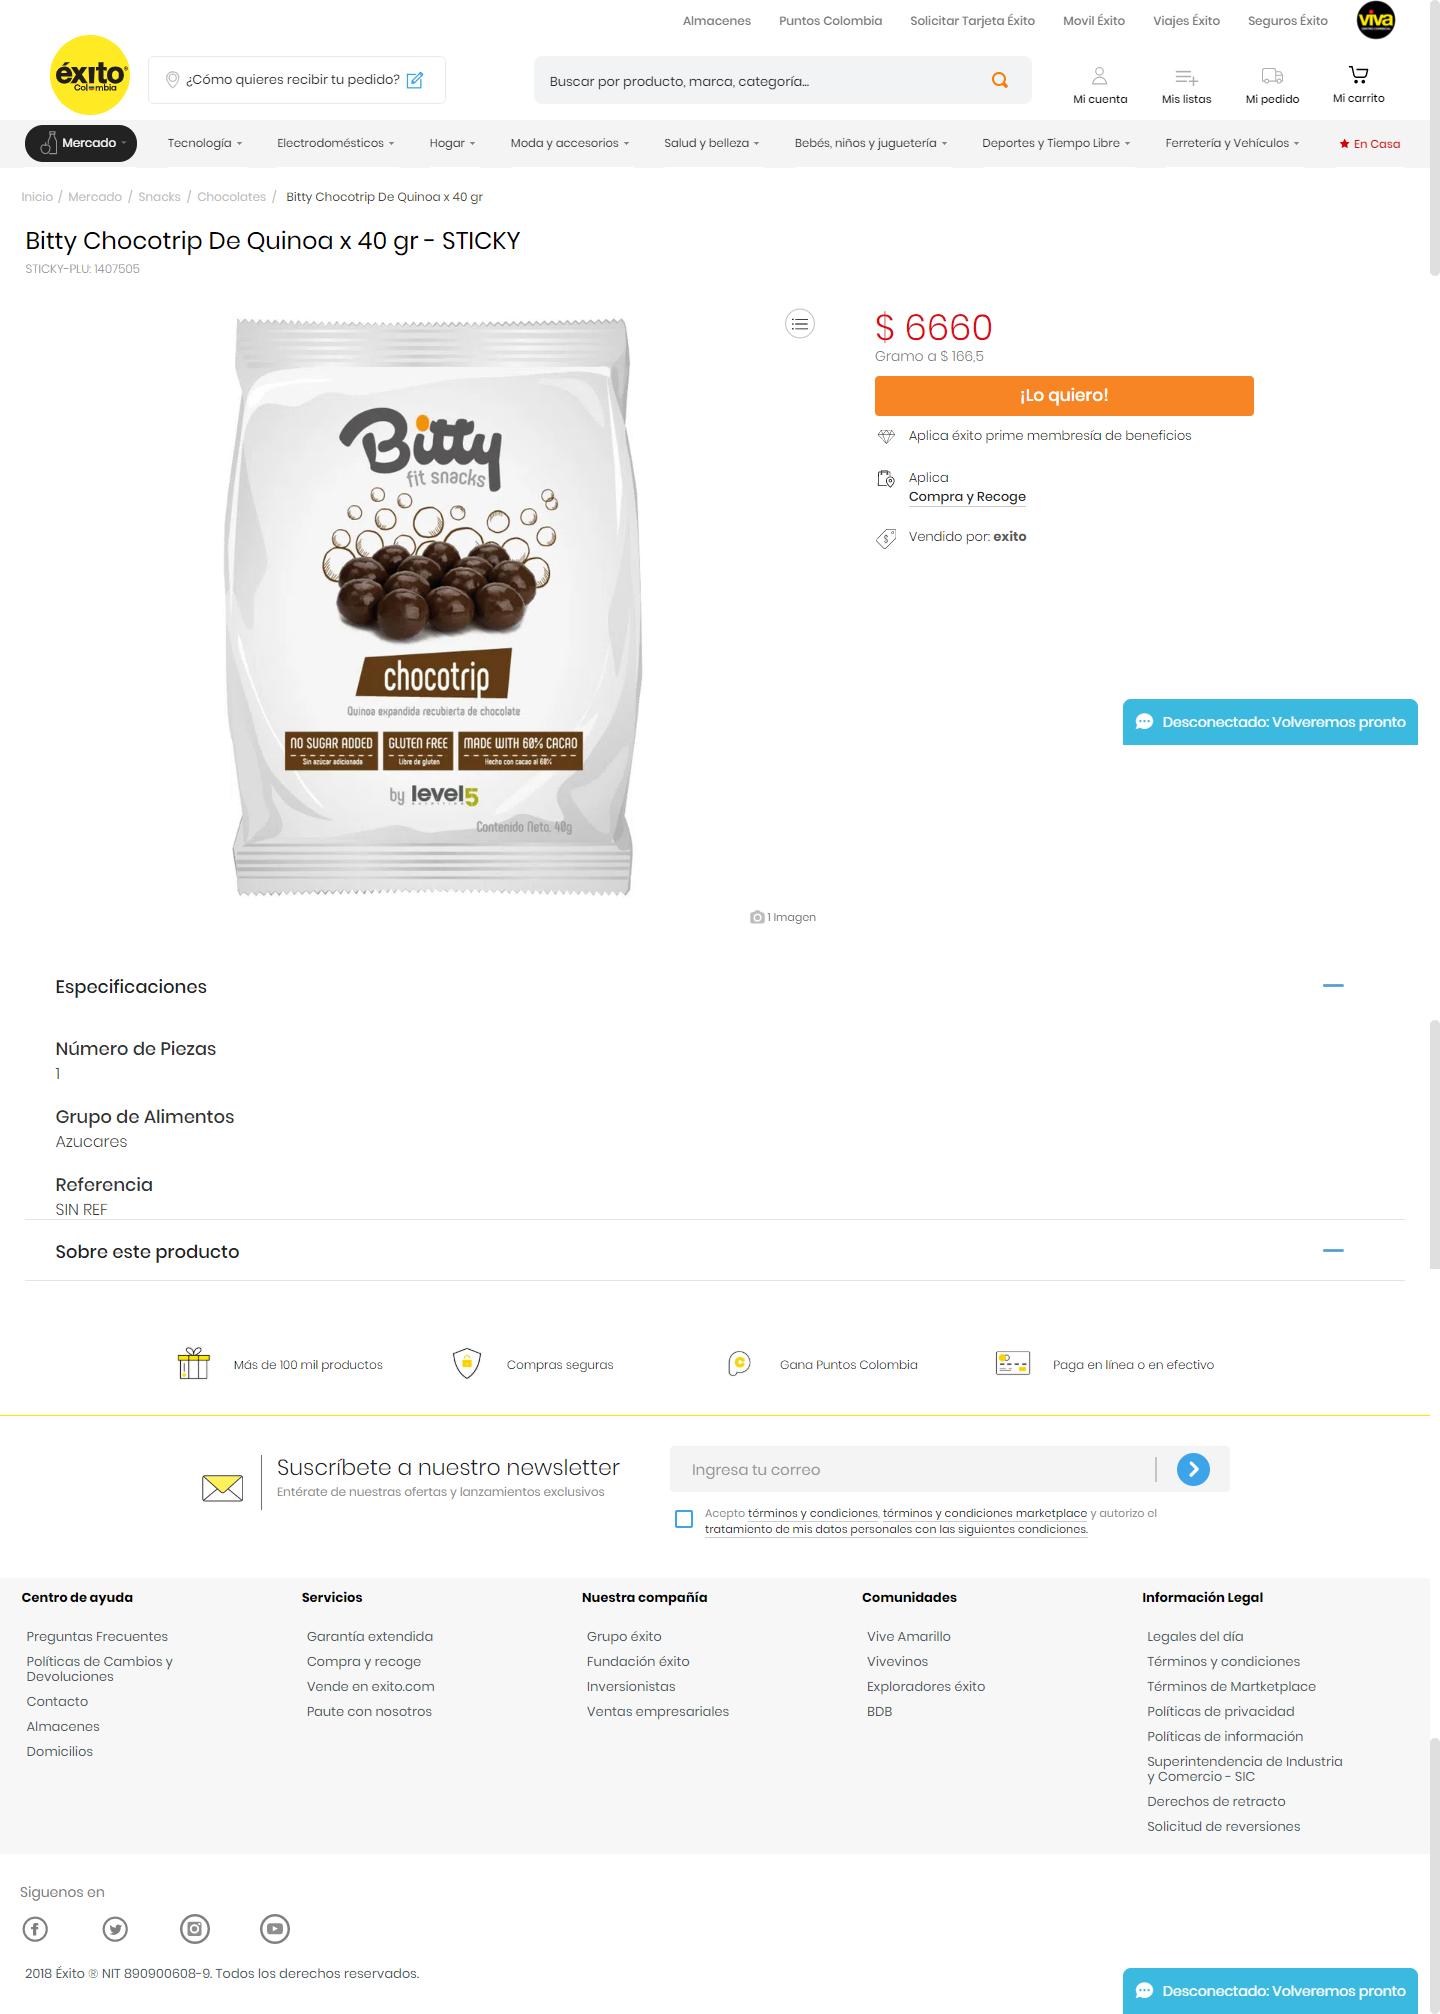 Almacenes Puntos Colombia Solicitar Tarjeta Éxito Movil Éxito Viajes Éxito Seguros Éxito viva
éxito
Colombia
¿Cómo quieres recibir tu pedido?
Buscar por producto, marca, categoría...
Mi cuenta Mis listas Mi pedido Mi carrito
Mercado Tecnología Electrodomésticos Hogar Moda y accesorios Salud y belleza Bebés, niños y juguetería Deportes y Tiempo Libre Ferretería y Vehículos En Casa
Inicio / Mercado / Snacks / Chocolates / Bitty Chocotrip De Quinoa x 40 gr
Bitty Chocotrip De Quinoa x 40 gr - STICKY
STICKY-PLU: 1407505
Bitty
fit snacks
chocotrip
Quinoa expandida recubierta de chocolate
NO SUGAR ADDED GLUTEN FREE MADE WITH 60% CACAO
Sin azúcar adicionada Libre de gluten Hecho con cacao al 60%
by level5
NUTRITION
Contenido Neto. 40g
1 Imagen
$ 6660
Gramo a $ 166,5
¡Lo quiero!
Aplica éxito prime membresía de beneficios
Aplica
Compra y Recoge
Vendido por: exito
Desconectado: Volveremos pronto
Especificaciones
Número de Piezas
1
Grupo de Alimentos
Azucares
Referencia
SIN REF
Sobre este producto
Más de 100 mil productos Compras seguras Gana Puntos Colombia Paga en línea o en efectivo
Suscríbete a nuestro newsletter
Entérate de nuestras ofertas y lanzamientos exclusivos
Ingresa tu correo
Acepto términos y condiciones, términos y condiciones marketplace y autorizo el
tratamiento de mis datos personales con las siguientes condiciones.
Centro de ayuda
Preguntas Frecuentes
Políticas de Cambios y
Devoluciones
Contacto
Almacenes
Domicilios
Servicios
Garantía extendida
Compra y recoge
Vende en exito.com
Paute con nosotros
Nuestra compañía
Grupo éxito
Fundación éxito
Inversionistas
Ventas empresariales
Comunidades
Vive Amarillo
Vivevinos
Exploradores éxito
BDB
Información Legal
Legales del día
Términos y condiciones
Términos de Martketplace
Políticas de privacidad
Políticas de información
Superintendencia de Industria
y Comercio - SIC
Derechos de retracto
Solicitud de reversiones
Siguenos en
2018 Éxito ® NIT 890900608-9. Todos los derechos reservados.
Desconectado: Volveremos pronto